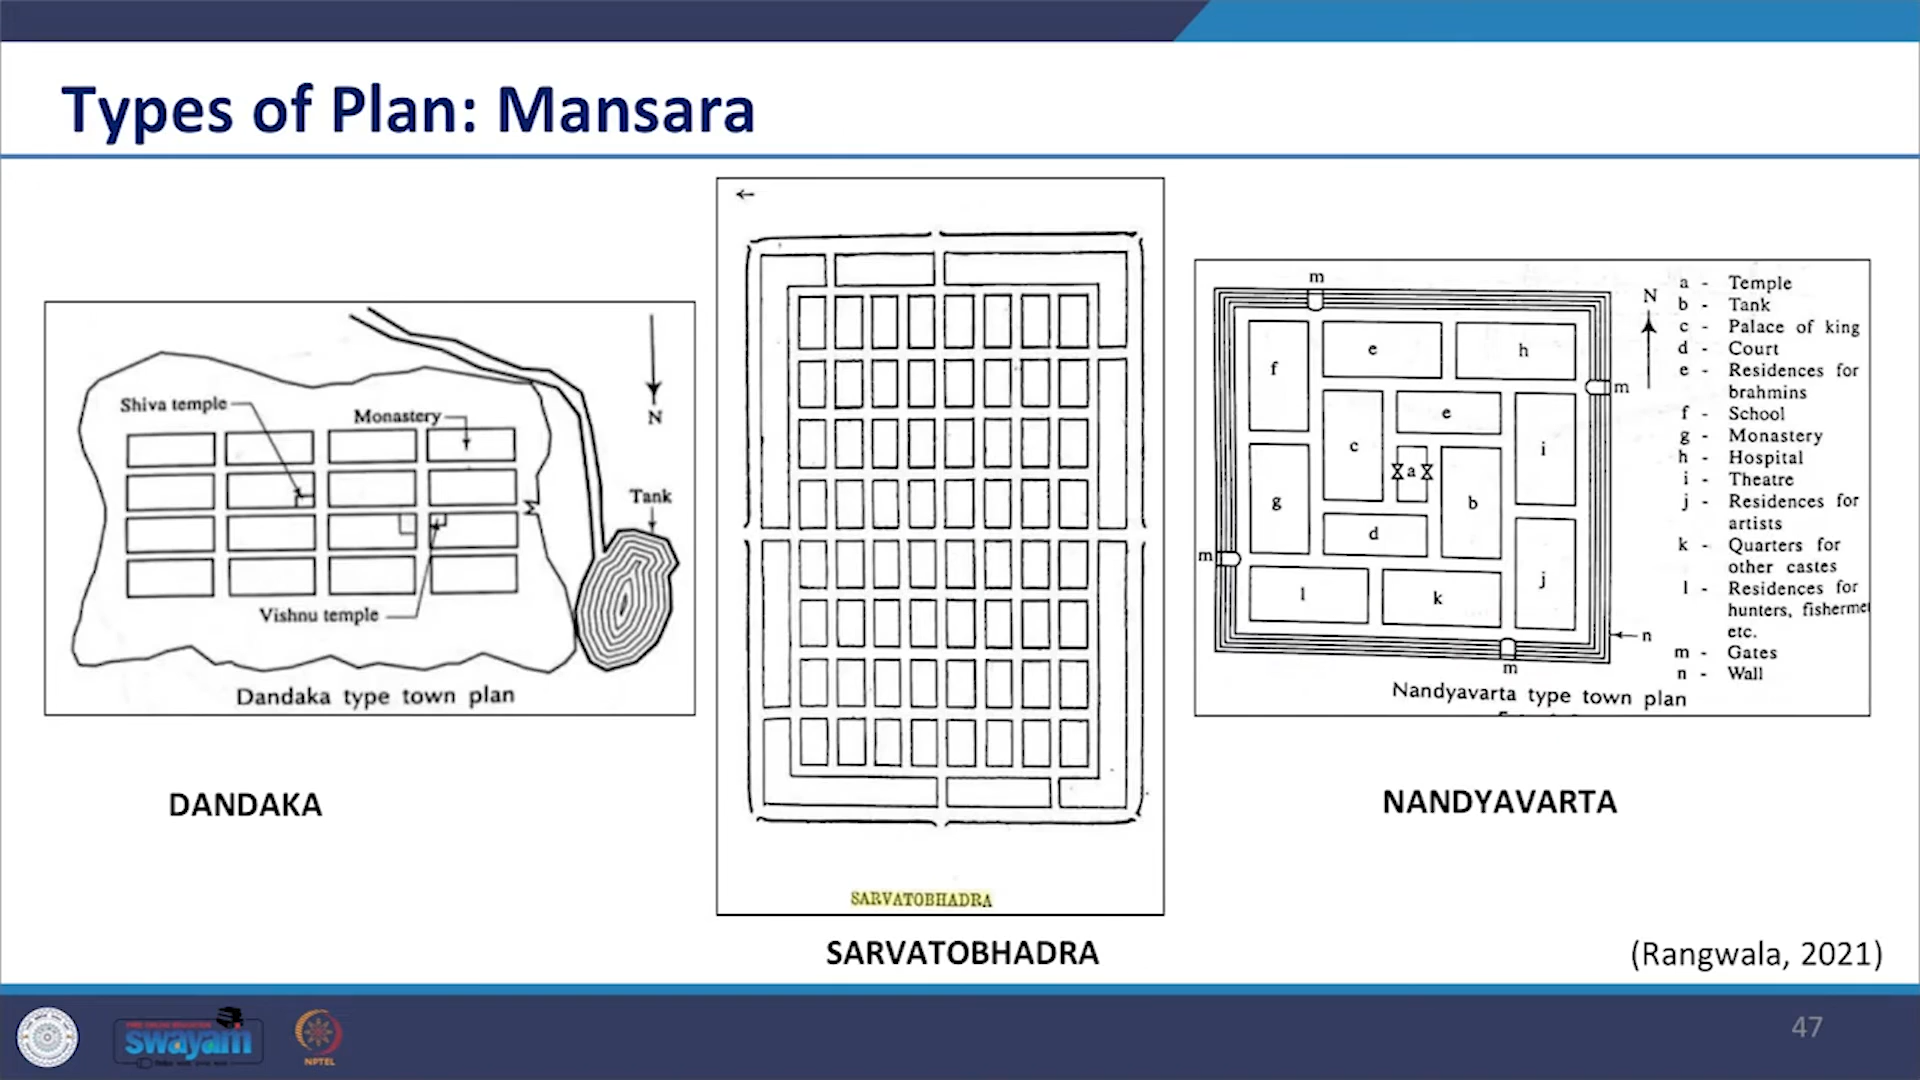 Types of Plan: Mansara
Shiva temple
Monastery
N
Tank
Vishnu temple
Dandaka type town plan
DANDAKA
SARVATOBHADRA
SARVATOBHADRA
m
f
e
h
m
e
c
a
i
g
b
d
m
l
k
j
n
m
N
a - Temple
b - Tank
c - Palace of king
d - Court
e - Residences for
brahmins
f - School
g - Monastery
h - Hospital
i - Theatre
j - Residences for
artists
k - Quarters for
other castes
l - Residences for
hunters, fisherme
etc.
m - Gates
n - Wall
Nandyavarta type town plan
NANDYAVARTA
(Rangwala, 2021)
swayam
NPTEL
47